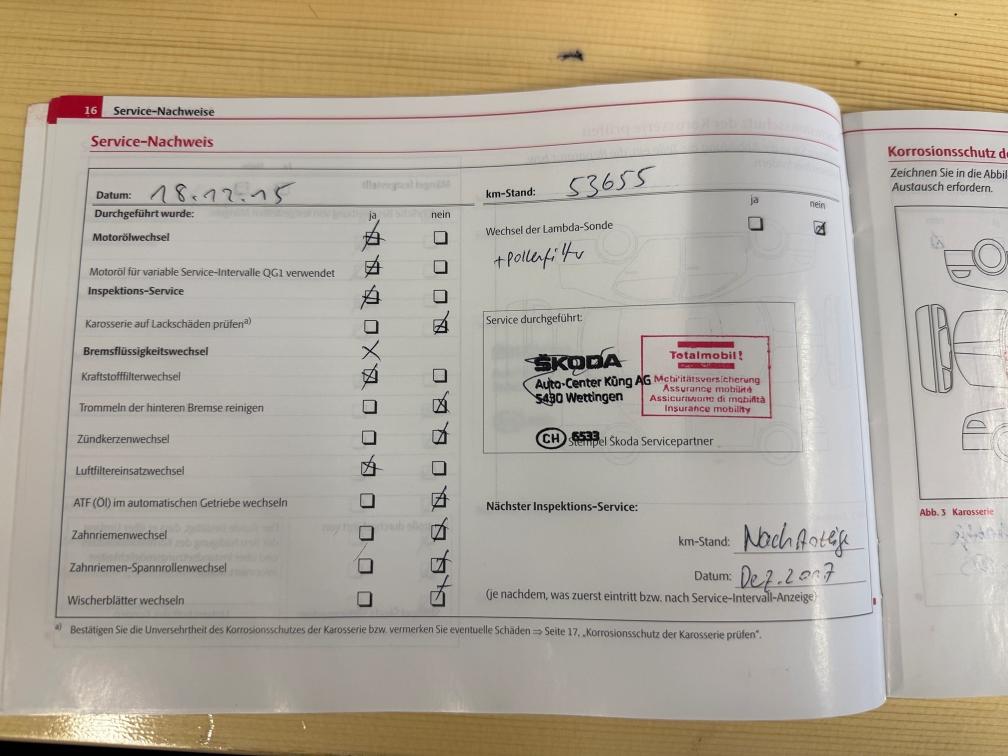 16 Service-Nachweise
Service-Nachweis
Datum: 18.12.15
km-Stand: 53655
Durchgeführt wurde: ja nein
ja nein
Motorölwechsel
Wechsel der Lambda-Sonde
+ Pollenfilter
Motoröl für variable Service-Intervalle QG1 verwendet
Inspektions-Service
Karosserie auf Lackschäden prüfena)
Bremsflüssigkeitswechsel
Kraftstofffilterwechsel
Trommeln der hinteren Bremse reinigen
Zündkerzenwechsel
Luftfiltereinsatzwechsel
ATF (Öl) im automatischen Getriebe wechseln
Zahnriemenwechsel
Zahnriemen-Spannrollenwechsel
Wischerblätter wechseln
Service durchgeführt:
ŠKODA
Auto-Center Küng AG
5430 Wettingen
CH 6533
Totalmobil!
Mobilitätsversicherung
Assurance mobilité
Assicurazione di mobilità
Insurance mobility
Stempel Škoda Servicepartner
Nächster Inspektions-Service:
km-Stand: Nach Anzeige
Datum: Dez. 2017
(je nachdem, was zuerst eintritt bzw. nach Service-Intervall-Anzeige)
a) Bestätigen Sie die Unversehrtheit des Korrosionsschutzes der Karosserie bzw. vermerken Sie eventuelle Schäden ⇒ Seite 17, „Korrosionsschutz der Karosserie prüfen".
Korrosionsschutz
Zeichnen Sie in die Abbil
Austausch erfordern.
Abb. 3 Karosserie